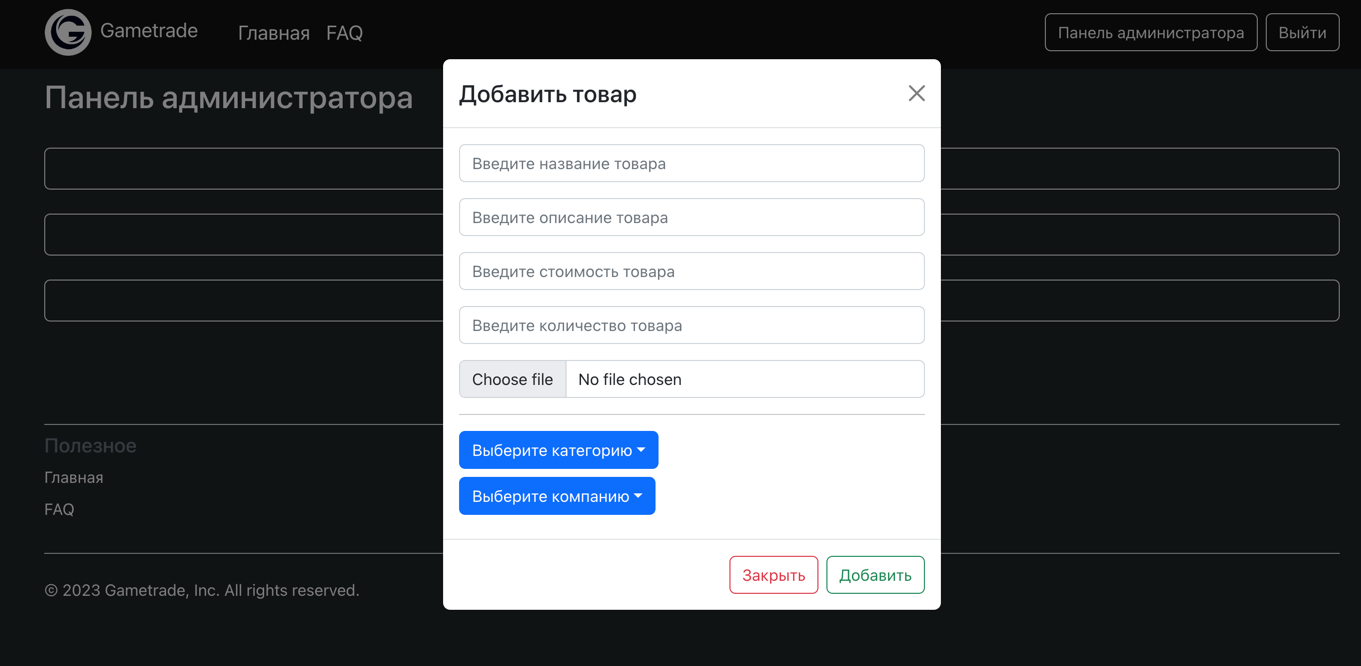 Gametrade
Главная
FAQ
Панель администратора
Выйти
Панель администратора
Добавить товар
Введите название товара
Введите описание товара
Введите стоимость товара
Введите количество товара
Choose file
No file chosen
Выберите категорию
Выберите компанию
Закрыть
Добавить
Полезное
Главная
FAQ
© 2023 Gametrade, Inc. All rights reserved.